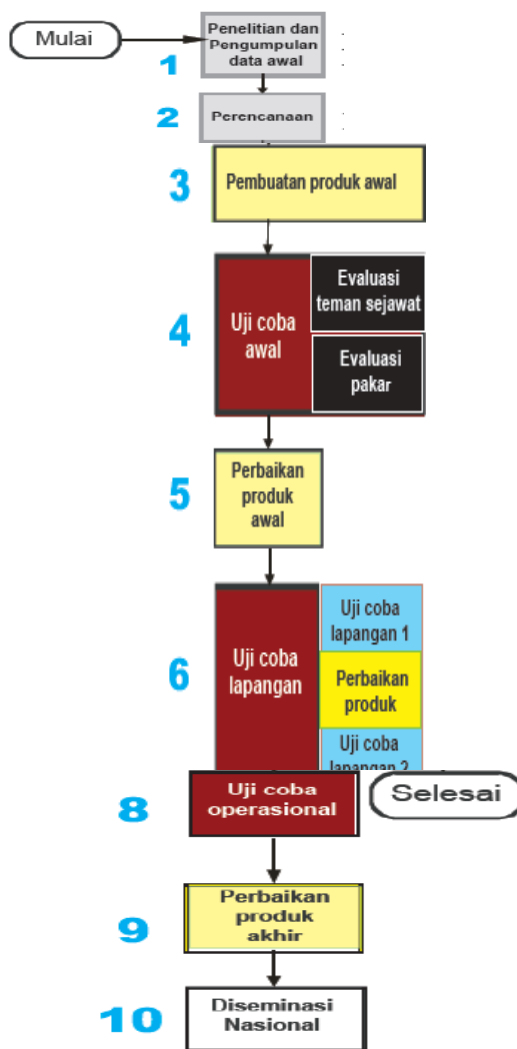 Mulai
1
Penelitian dan
Pengumpulan
data awal
2
Perencanaan
3
Pembuatan produk awal
4
Uji coba
awal
Evaluasi
teman sejawat
Evaluasi
pakar
5
Perbaikan
produk
awal
6
Uji coba
lapangan
Uji coba
lapangan 1
Perbaikan
produk
Uji coba
lapangan 2
8
Uji coba
operasional
Selesai
9
Perbaikan
produk
akhir
10
Diseminasi
Nasional